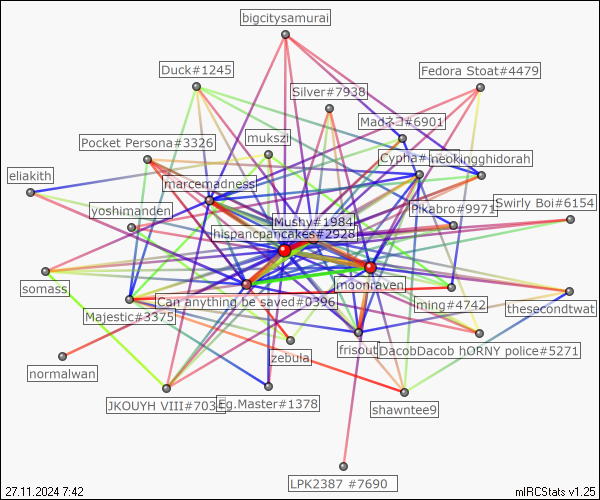 bigcitysamurai
Duck#1245
Fedora Stoat#4479
Silver#7938
Madネコ#6901
Pocket Persona#3326
mukszi
Cypha#
neokingghidorah
eliakith
marcemadness
yoshimanden
Mushy#1984
Pikabro#9971
Swirly Boi#6154
hispancpancakes#2928
somass
moonraven
Can anything be saved#0396
ming#4742
thesecondtwat
Majestic#3375
zebula
frisout
DacobDacob hORNY police#5271
normalwan
JKOUYH VIII#703
Eg.Master#1378
shawntee9
LPK2387 #7690
27.11.2024 7:42
mIRCStats v1.25